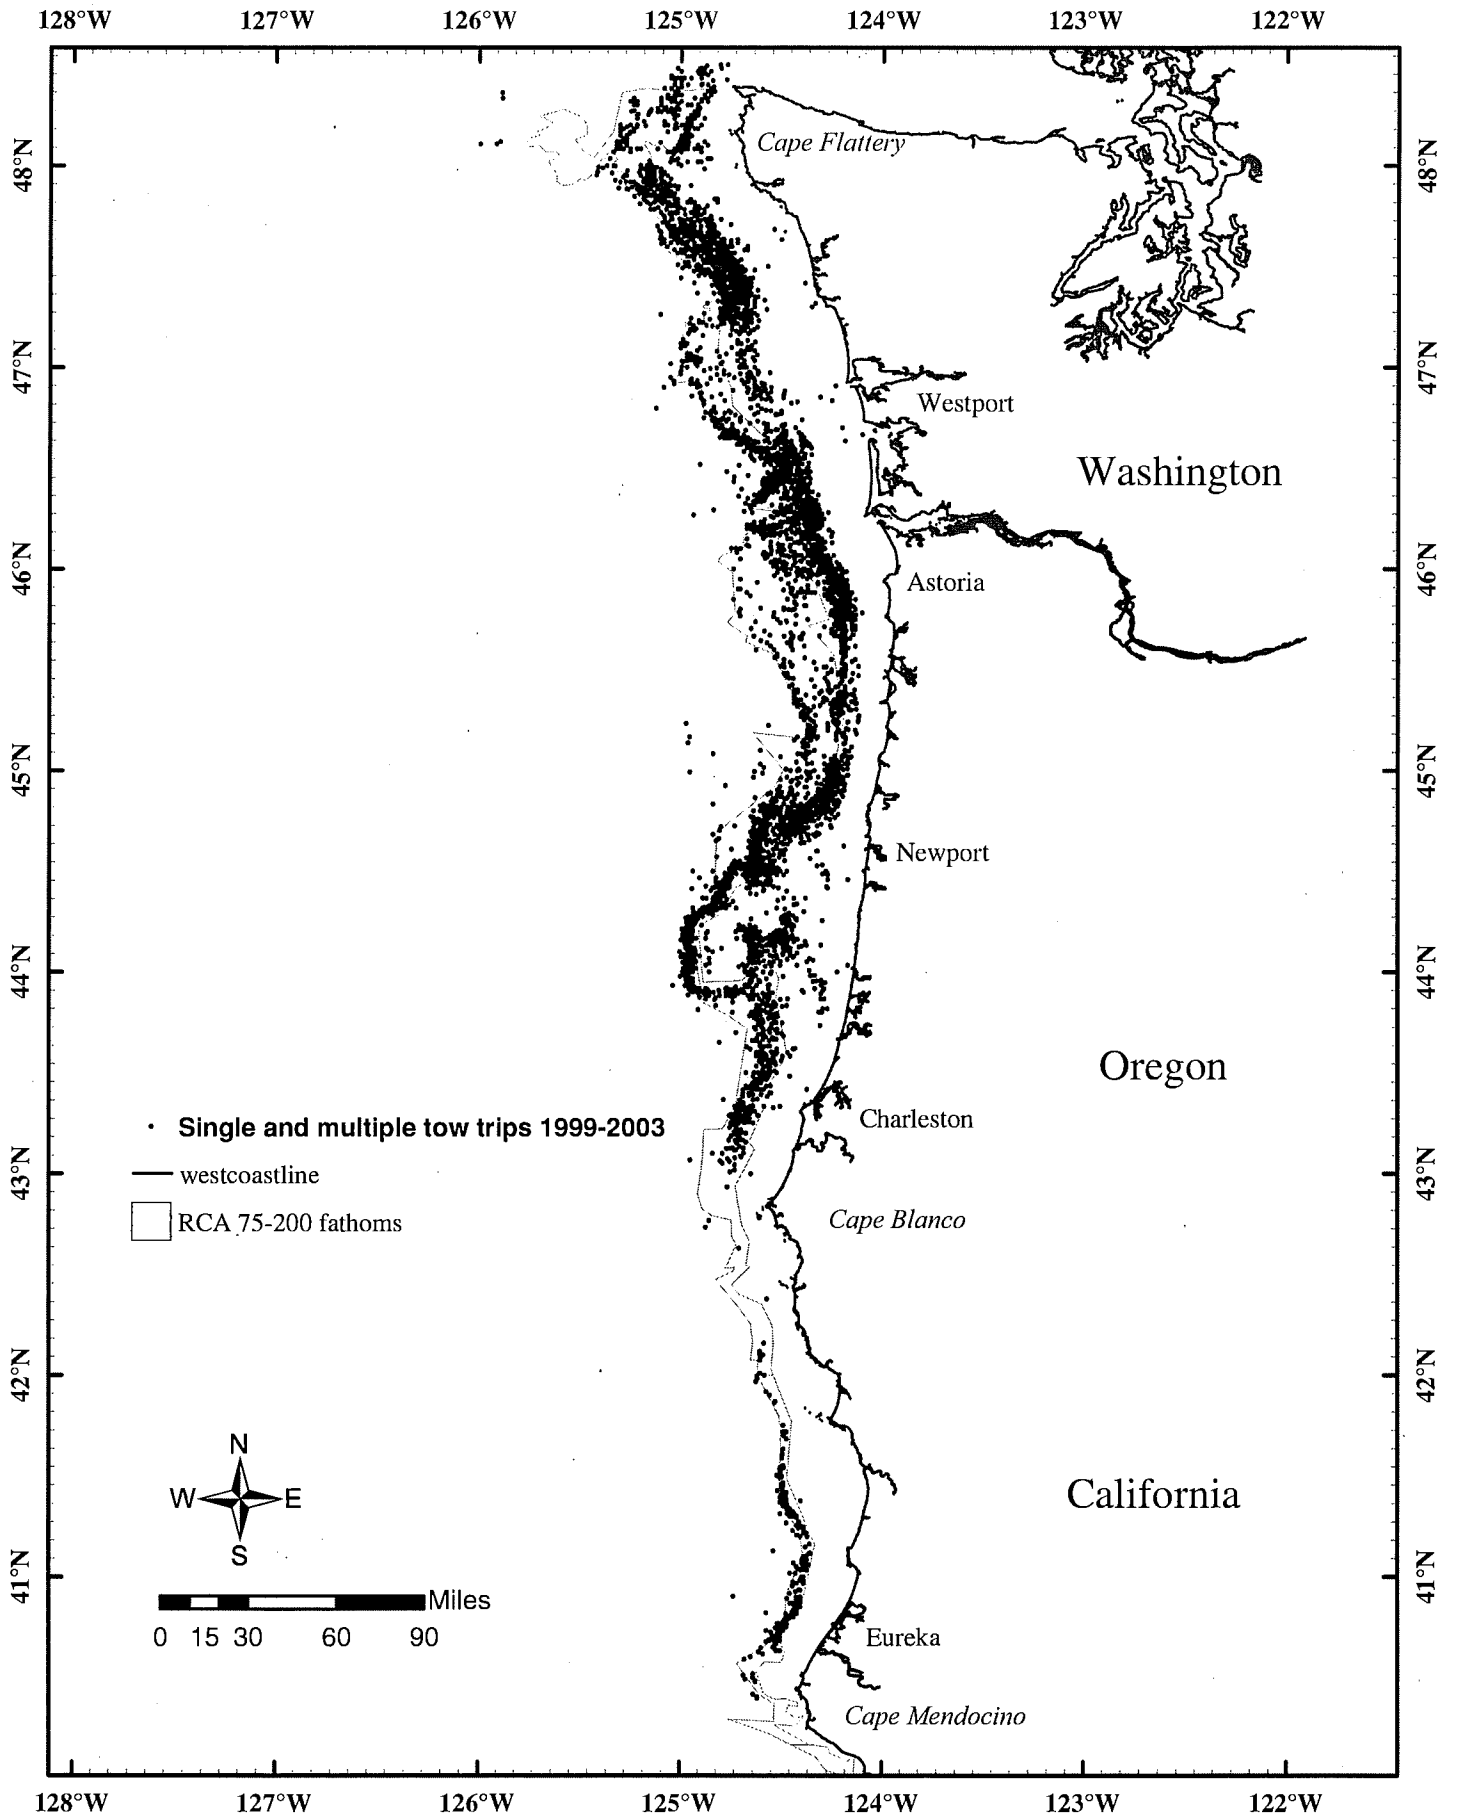 128°W 127°W 126°W 125°W 124°W 123°W 122°W
Cape Flattery
48°N 48°N
47°N 47°N
Westport
Washington
46°N 46°N
Astoria
45°N 45°N
Newport
44°N 44°N
Oregon
Single and multiple tow trips 1999-2003
Charleston
westcoastline
43°N 43°N
RCA 75-200 fathoms
Cape Blanco
42°N 42°N
N
W E
S
California
41°N 41°N
Miles
0 15 30 60 90
Eureka
Cape Mendocino
128°W 127°W 126°W 125°W 124°W 123°W 122°W